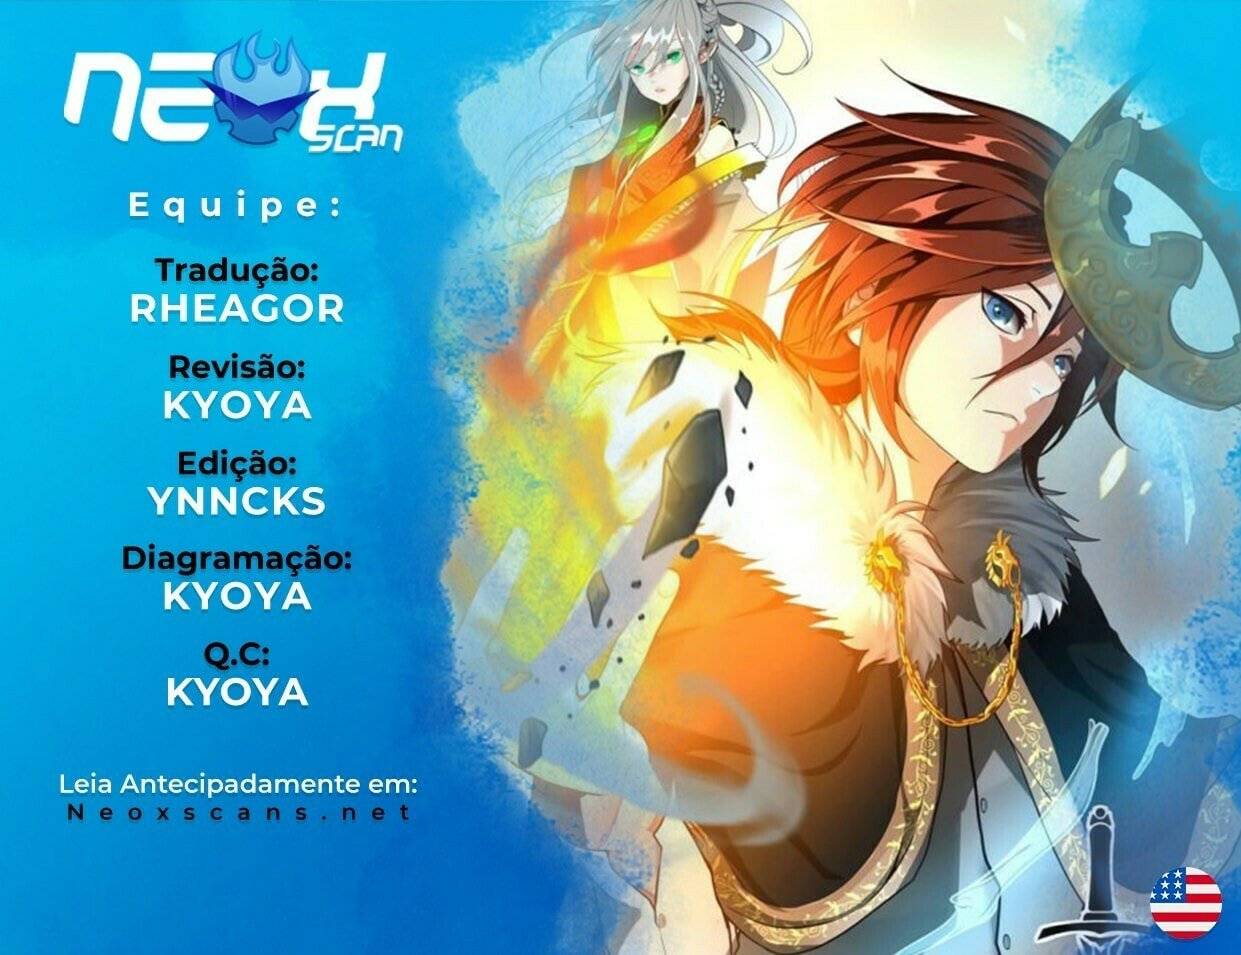 NEOX
SCAN
Equipe:
Tradução:
RHEAGOR
Revisão:
KYOYA
Edição:
YNNCKS
Diagramação:
KYOYA
Q.C:
KYOYA
Leia Antecipadamente em:
Neoxscans.net